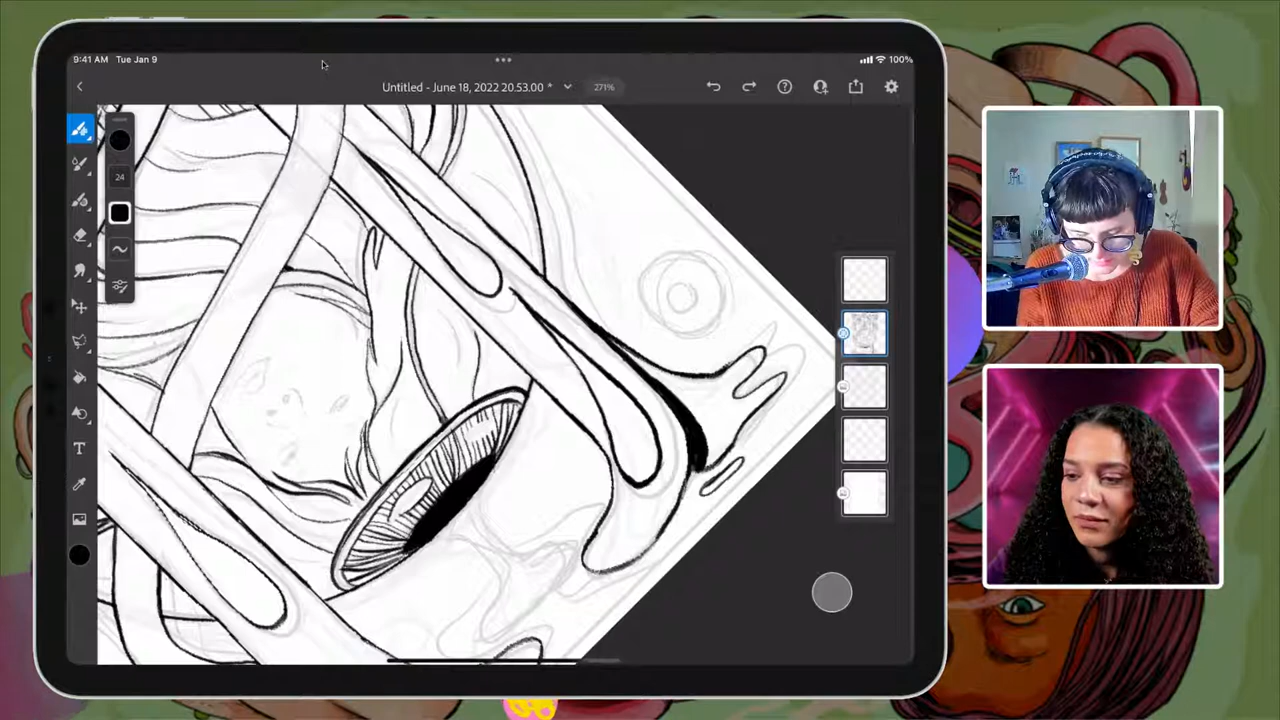 9:41 AM Tue Jan 9
100%
Untitled - June 18, 2022 20.53.00 *
271%
24
T